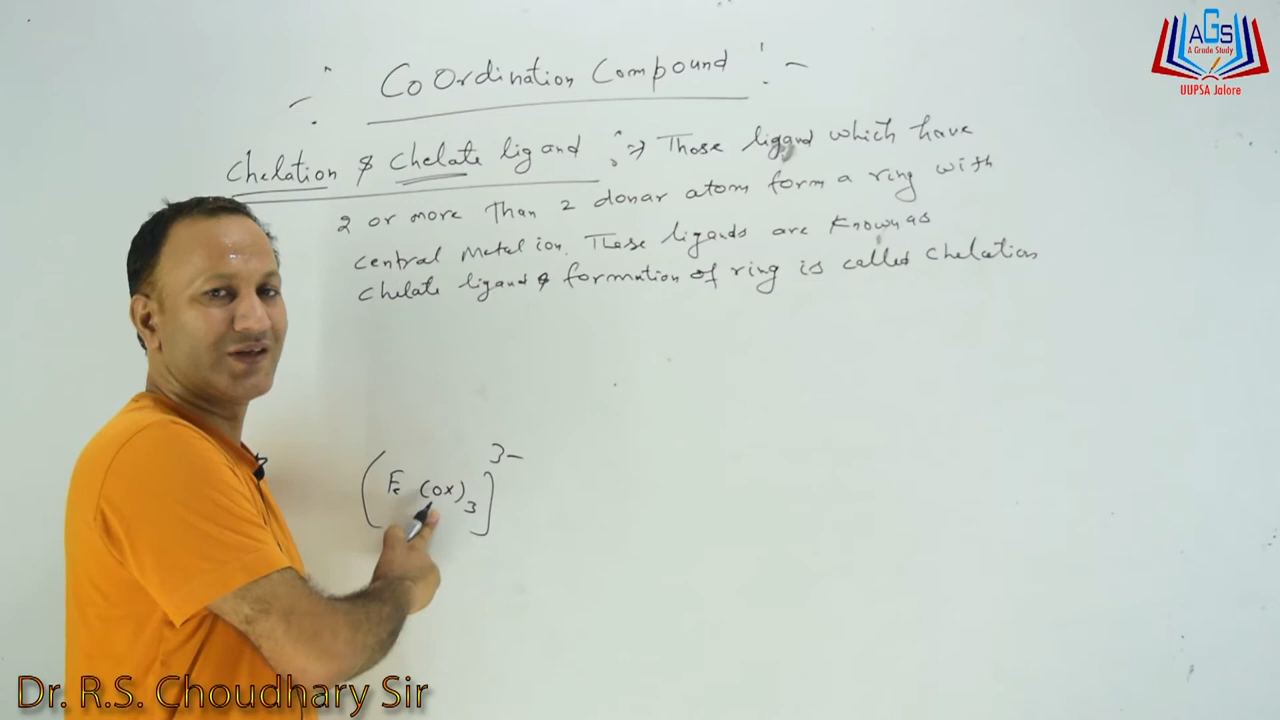 AGS
A Grade Study
UUPSA Jalore
CoOrdination Compound
Chelation & Chelate ligand :⇒ Those ligand which have
2 or more than 2 donar atom form a ring with
central metal ion. These ligands are known as
chelate ligand & formation of ring is called chelation
(Fe (ox)3]3-
Dr. R.S. Choudhary Sir